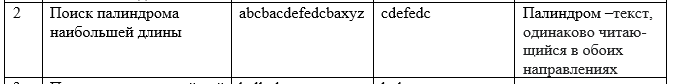 2 Поиск палиндрома abcbacdefedcbaxyz cdefedc Палиндром –текст,
наибольшей длины одинаково читаю-
щийся в обоих
направлениях